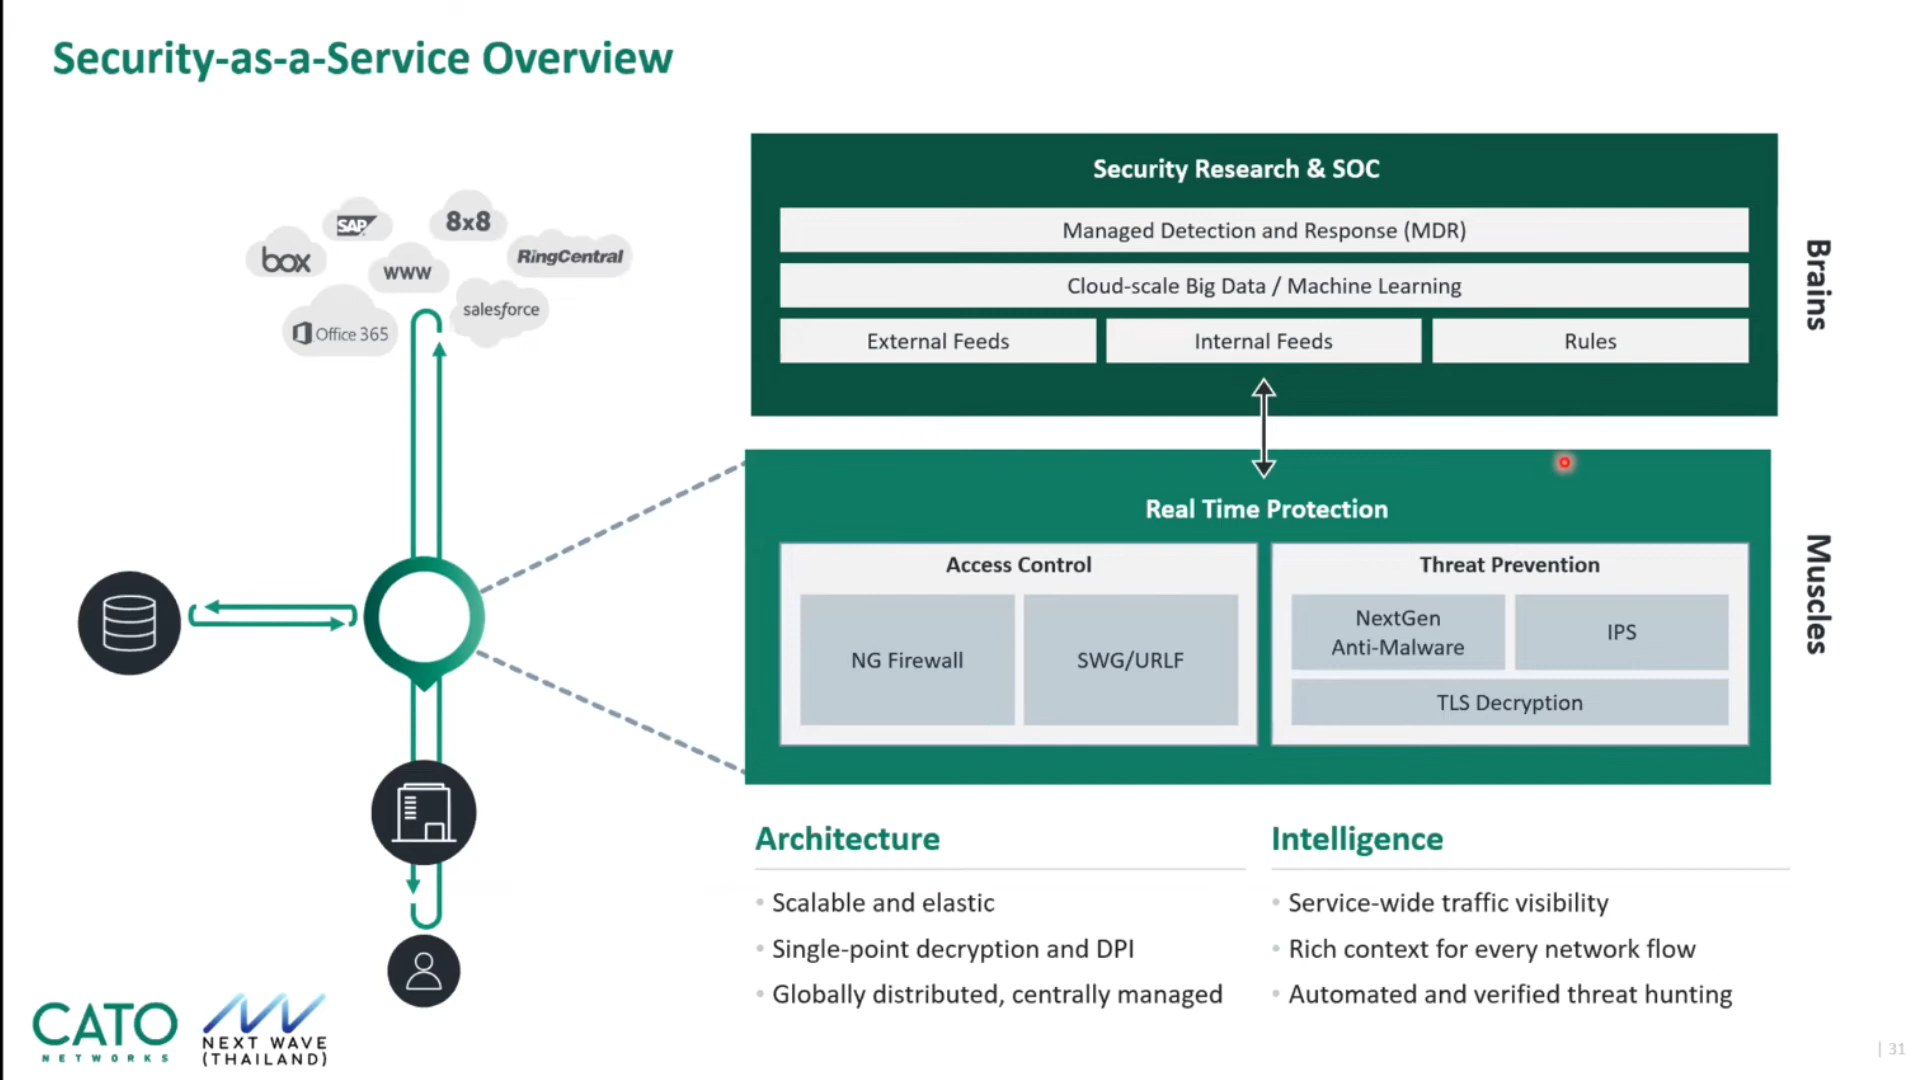 Security-as-a-Service Overview
SAP
8x8
box
www
RingCentral
Office 365
salesforce
Security Research & SOC
Managed Detection and Response (MDR)
Cloud-scale Big Data / Machine Learning
External Feeds
Internal Feeds
Rules
Brains
Real Time Protection
Access Control
NG Firewall
SWG/URLF
Threat Prevention
NextGen
Anti-Malware
IPS
TLS Decryption
Muscles
Architecture
• Scalable and elastic
• Single-point decryption and DPI
• Globally distributed, centrally managed
Intelligence
• Service-wide traffic visibility
• Rich context for every network flow
• Automated and verified threat hunting
CATO
NETWORKS
NEXT WAVE
(THAILAND)
| 31